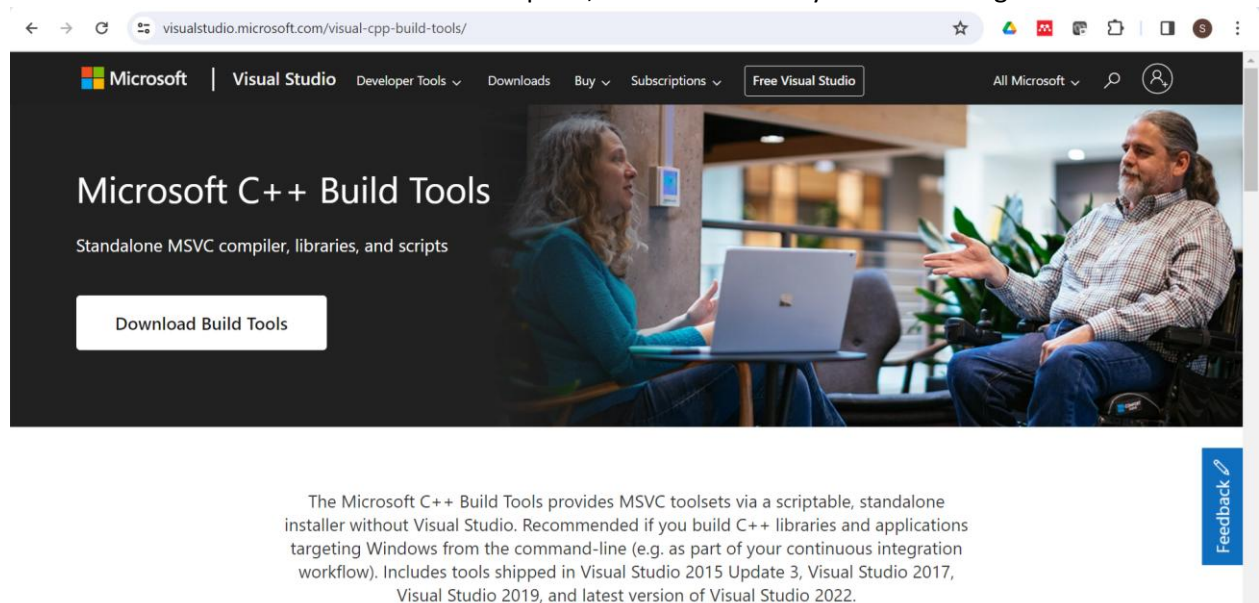 visualstudio.microsoft.com/visual-cpp-build-tools/
S
Microsoft | Visual Studio Developer Tools Downloads Buy Subscriptions Free Visual Studio All Microsoft
Microsoft C++ Build Tools
Standalone MSVC compiler, libraries, and scripts
Download Build Tools
Feedback
The Microsoft C++ Build Tools provides MSVC toolsets via a scriptable, standalone
installer without Visual Studio. Recommended if you build C++ libraries and applications
targeting Windows from the command-line (e.g. as part of your continuous integration
workflow). Includes tools shipped in Visual Studio 2015 Update 3, Visual Studio 2017,
Visual Studio 2019, and latest version of Visual Studio 2022.